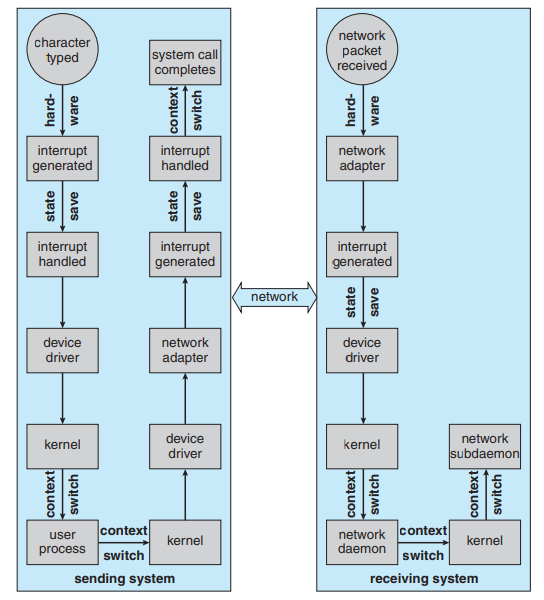 character
typed
hard-
ware
interrupt
generated
state
save
interrupt
handled
device
driver
kernel
context
switch
user
process
context
switch
kernel
device
driver
network
adapter
interrupt
generated
state
save
interrupt
handled
context
switch
system call
completes
sending system
network
network
packet
received
hard-
ware
network
adapter
interrupt
generated
state
save
device
driver
kernel
context
switch
network
daemon
context
switch
kernel
context
switch
network
subdaemon
receiving system